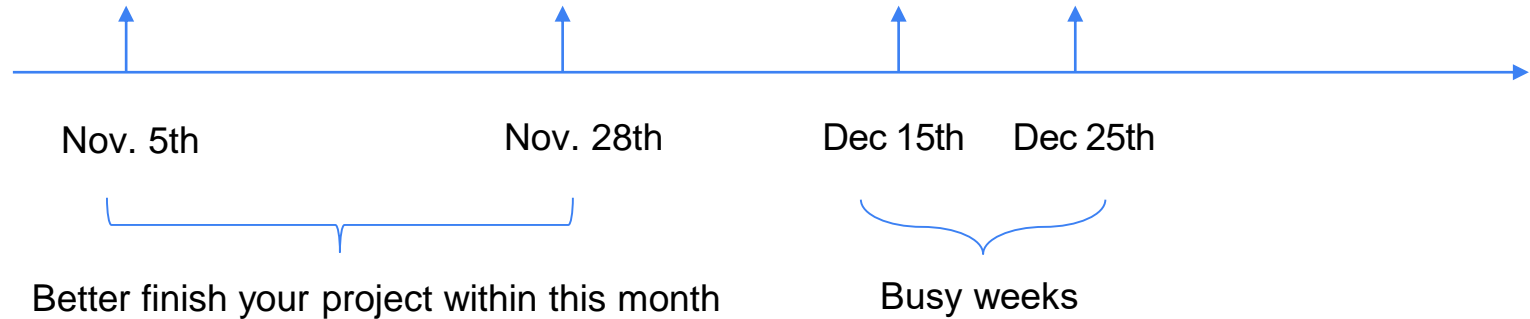 Nov. 5th
Nov. 28th
Dec 15th
Dec 25th
Better finish your project within this month
Busy weeks